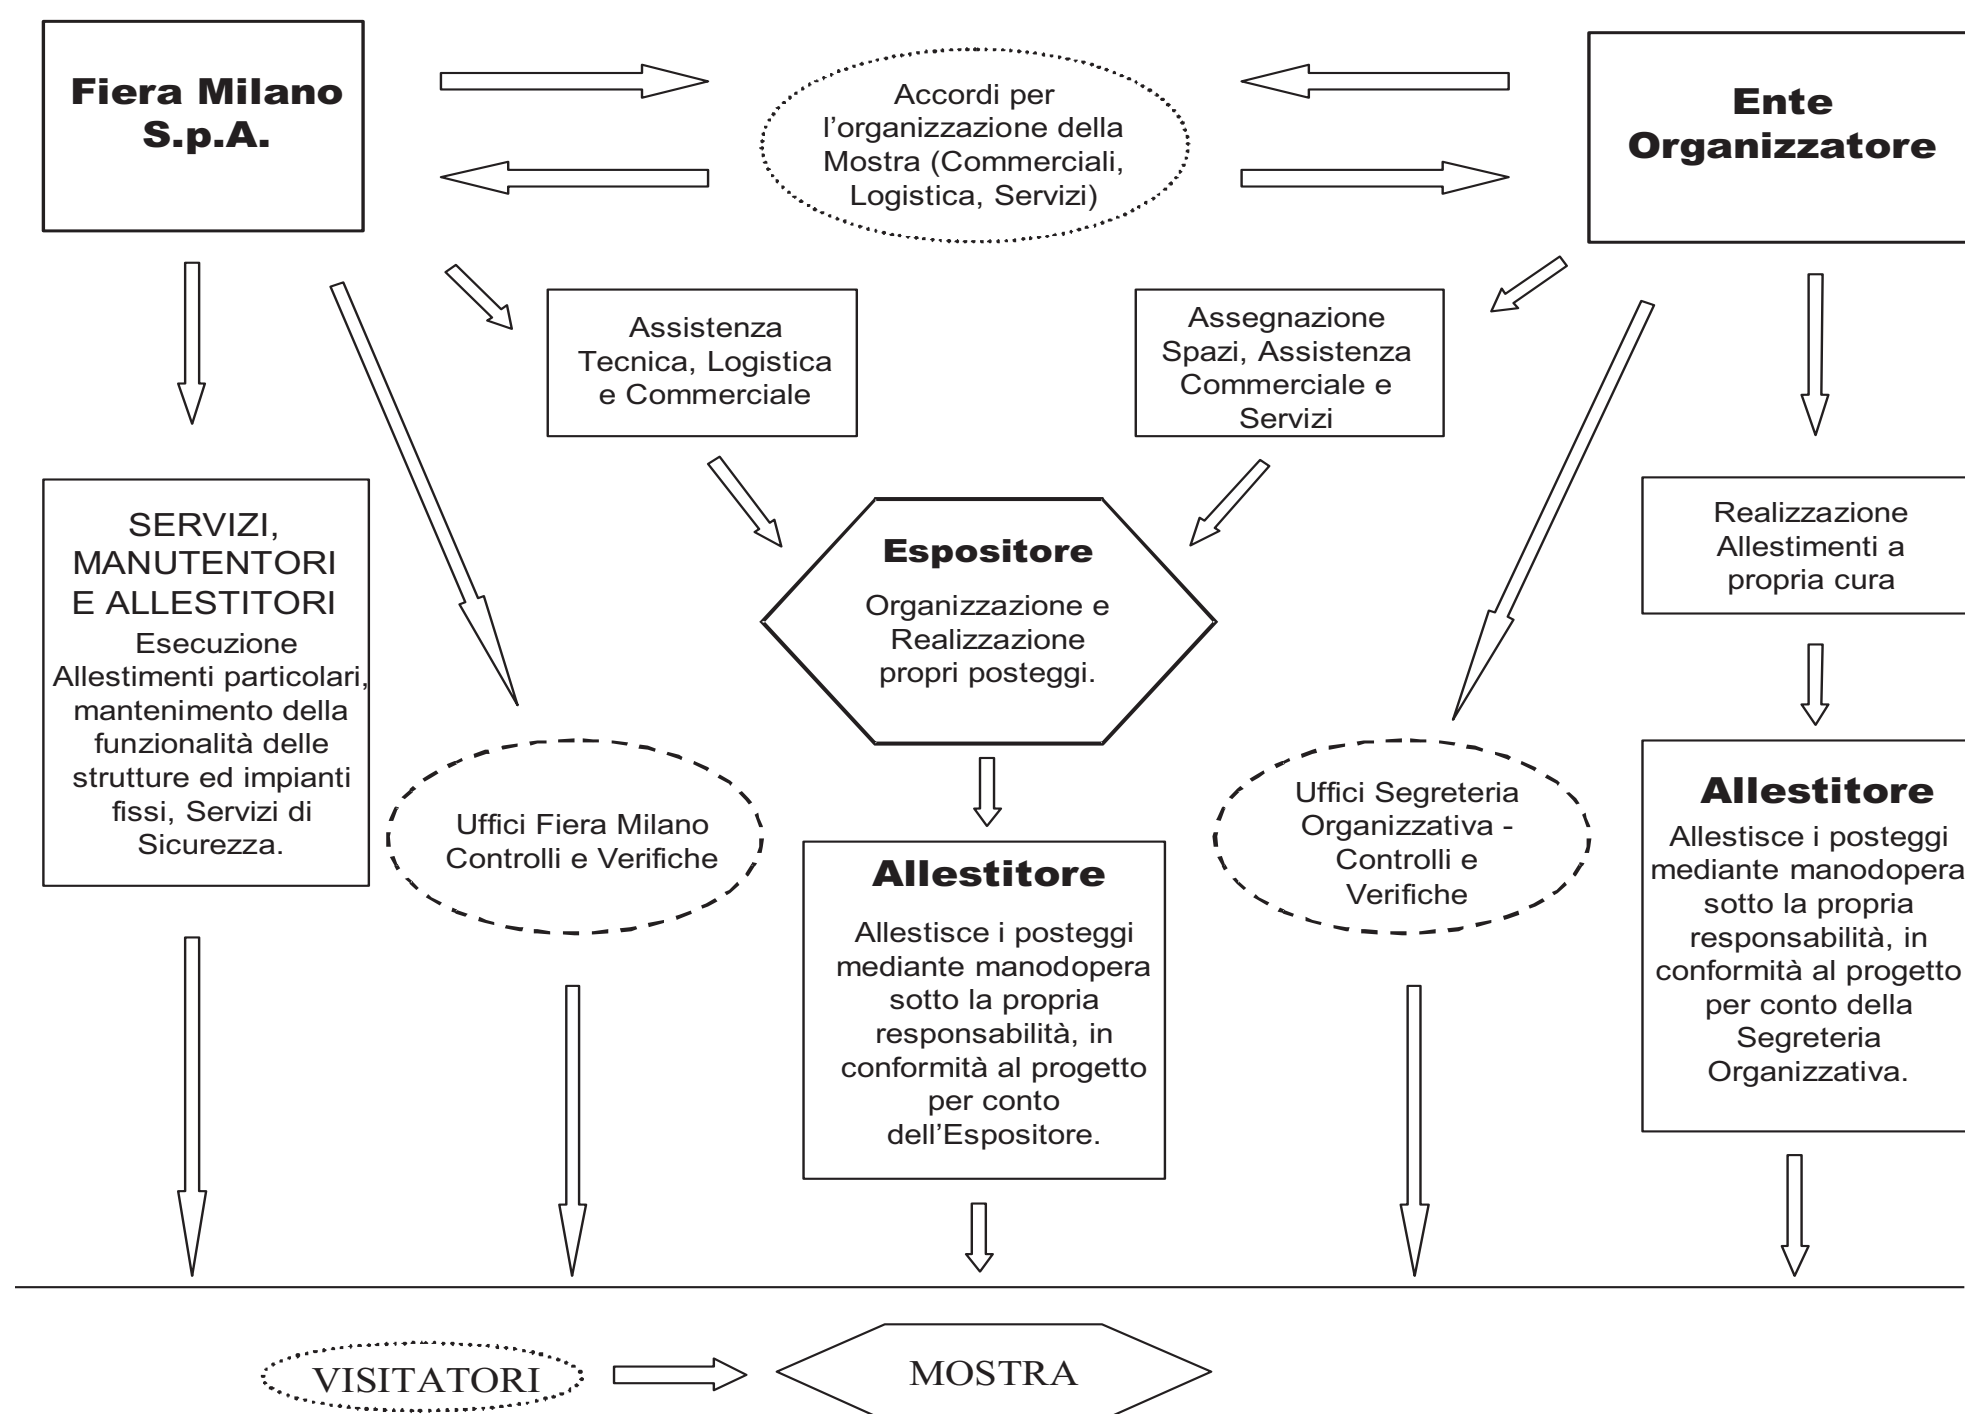 Fiera Milano
S.p.A.
Accordi per
l'organizzazione della
Mostra (Commerciali,
Logistica, Servizi)
Ente
Organizzatore
Assistenza
Tecnica, Logistica
e Commerciale
Assegnazione
Spazi, Assistenza
Commerciale e
Servizi
SERVIZI,
MANUTENTORI
E ALLESTITORI
Esecuzione
Allestimenti particolari,
mantenimento della
funzionalità delle
strutture ed impianti
fissi, Servizi di
Sicurezza.
Espositore
Organizzazione e
Realizzazione
propri posteggi.
Realizzazione
Allestimenti a
propria cura
Uffici Fiera Milano
Controlli e Verifiche
Allestitore
Allestisce i posteggi
mediante manodopera
sotto la propria
responsabilità, in
conformità al progetto
per conto
dell'Espositore.
Uffici Segreteria
Organizzativa -
Controlli e
Verifiche
Allestitore
Allestisce i posteggi
mediante manodopera
sotto la propria
responsabilità, in
conformità al progetto
per conto della
Segreteria
Organizzativa.
VISITATORI
MOSTRA